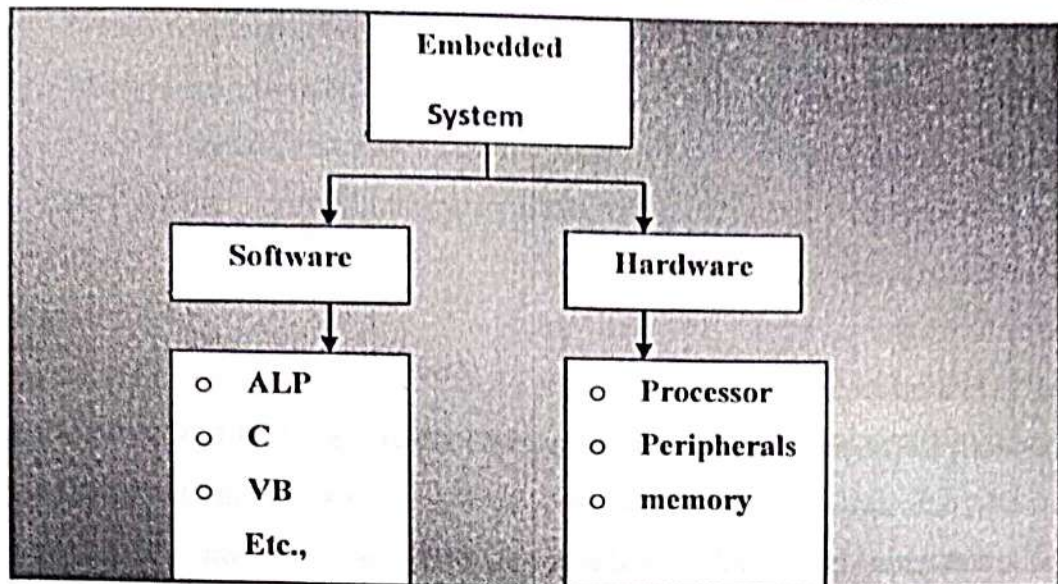 Embedded
System
Software
Hardware
○ ALP
○ C
○ VB
Etc.,
○ Processor
○ Peripherals
○ memory